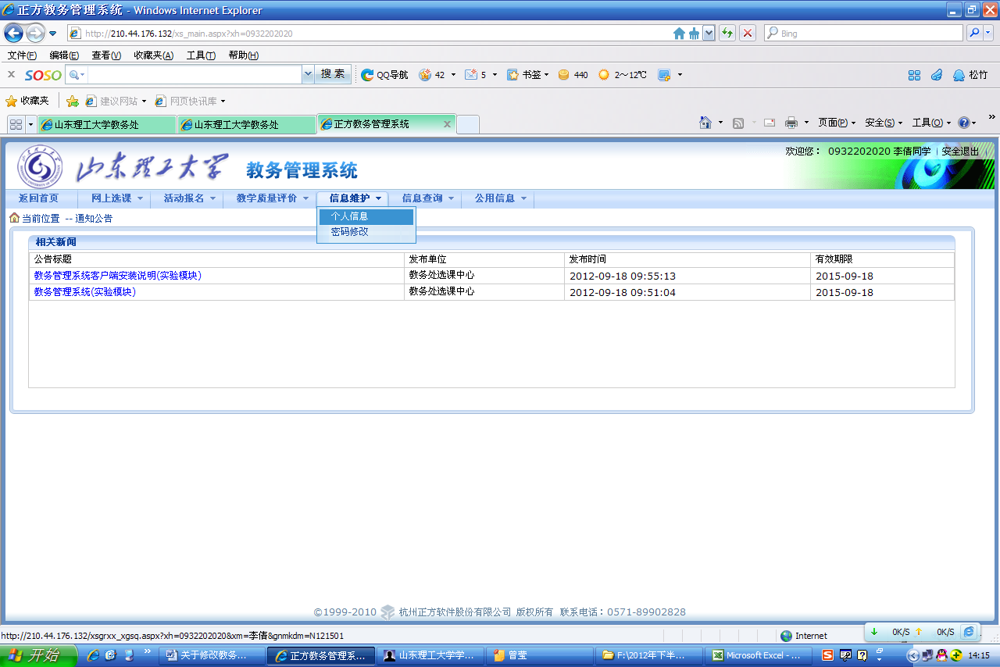 正方教务管理系统 - Windows Internet Explorer
http://210.44.176.132/xs_main.aspx?xh=0932202020 Bing
文件(F) 编辑(E) 查看(V) 收藏夹(A) 工具(T) 帮助(H)
x SOSO 搜 索 QQ导航 42 5 书签 440 2~12℃ 松竹
收藏夹 建议网站 网页快讯库
山东理工大学教务处 山东理工大学教务处 正方教务管理系统 页面(P) 安全(S) 工具(O) »
欢迎您： 0932202020 李倩同学 | 安全退出
山东理工大学 教务管理系统
返回首页 网上选课 活动报名 教学质量评价 信息维护 信息查询 公用信息
个人信息
密码修改
当前位置 -- 通知公告
相关新闻
公告标题 发布单位 发布时间 有效期限
教务管理系统客户端安装说明(实验模块) 教务处选课中心 2012-09-18 09:55:13 2015-09-18
教务管理系统(实验模块) 教务处选课中心 2012-09-18 09:51:04 2015-09-18
©1999-2010 杭州正方软件股份有限公司 版权所有 联系电话：0571-89902828
http://210.44.176.132/xsgrxx_xgsq.aspx?xh=0932202020&xm=李倩&gnmkdm=N121501 Internet 0K/S 0K/S
开始 » 关于修改教务... 正方教务管理系... 山东理工大学学... 曾莹 F:\2012年下半... Microsoft Excel - ... 14:15